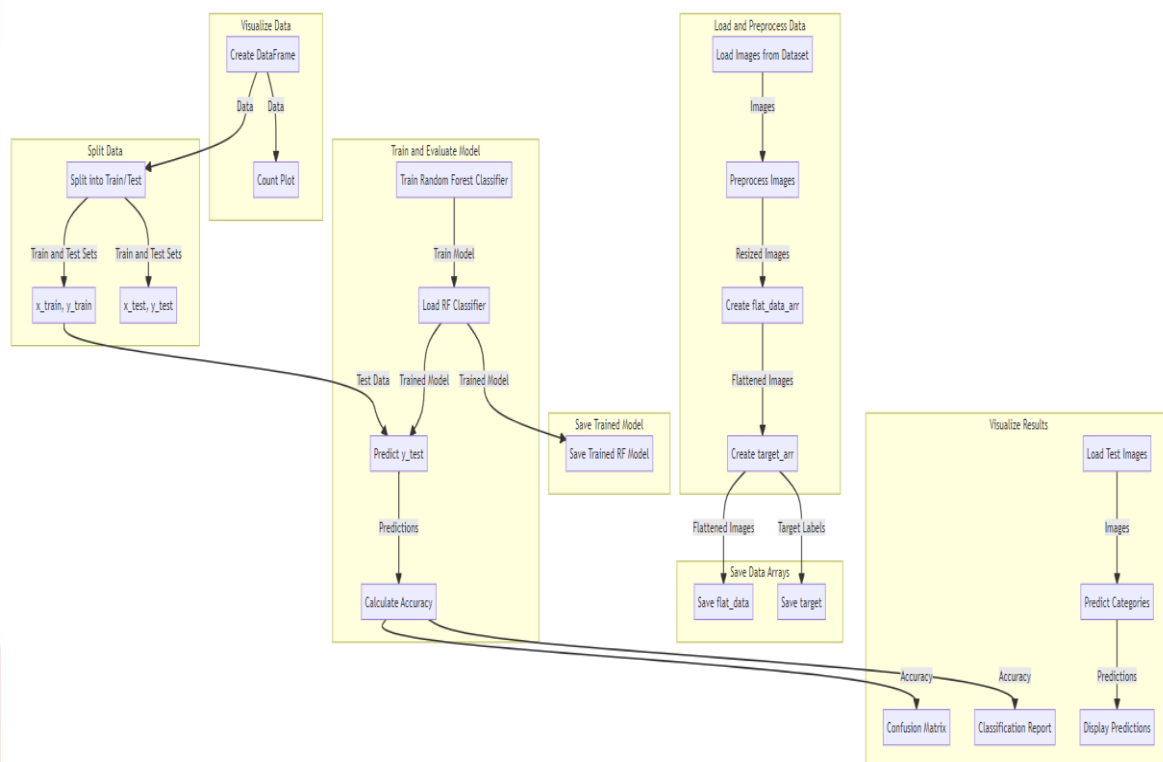 Visualize Data
Create DataFrame
Data
Data
Count Plot
Split Data
Split into Train/Test
Train and Test Sets
Train and Test Sets
x_train, y_train
x_test, y_test
Train and Evaluate Model
Train Random Forest Classifier
Train Model
Load RF Classifier
Test Data
Trained Model
Trained Model
Predict y_test
Predictions
Calculate Accuracy
Save Trained Model
Save Trained RF Model
Load and Preprocess Data
Load Images from Dataset
Images
Preprocess Images
Resized Images
Create flat_data_arr
Flattened Images
Create target_arr
Flattened Images
Target Labels
Save Data Arrays
Save flat_data
Save target
Visualize Results
Load Test Images
Images
Predict Categories
Accuracy
Accuracy
Predictions
Confusion Matrix
Classification Report
Display Predictions